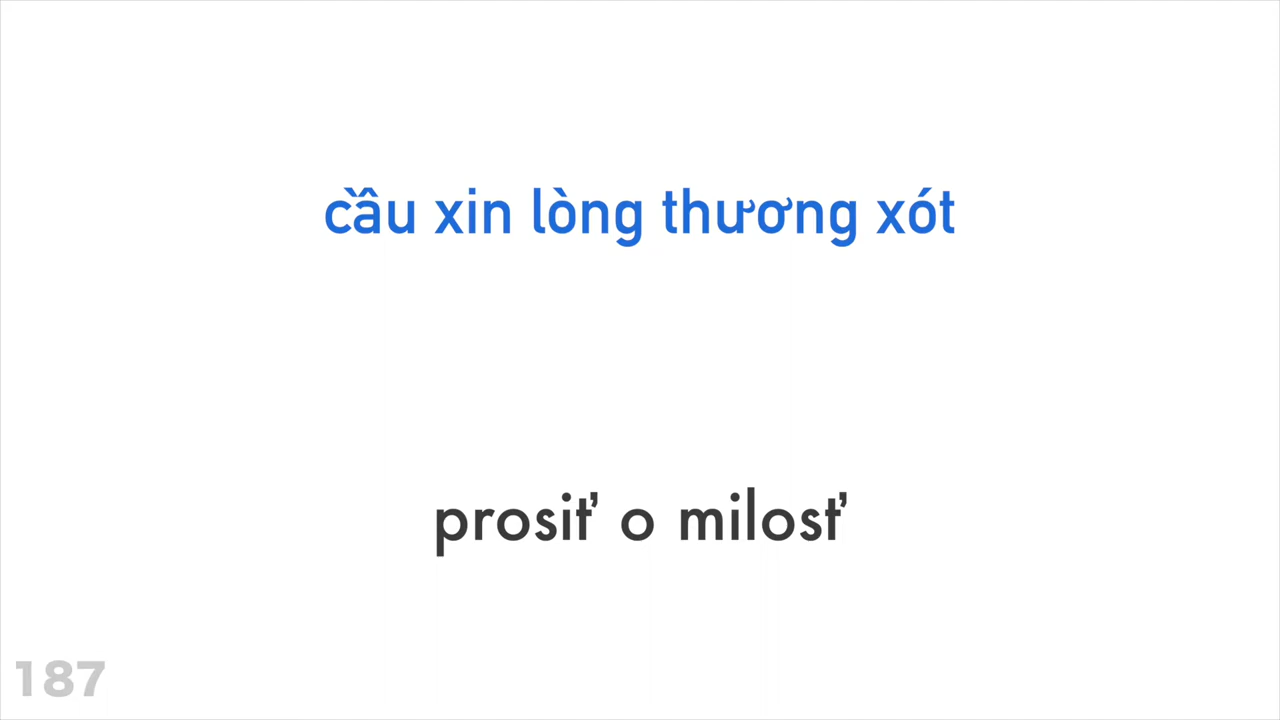 cầu xin lòng thương xót
prosiť o milosť
187